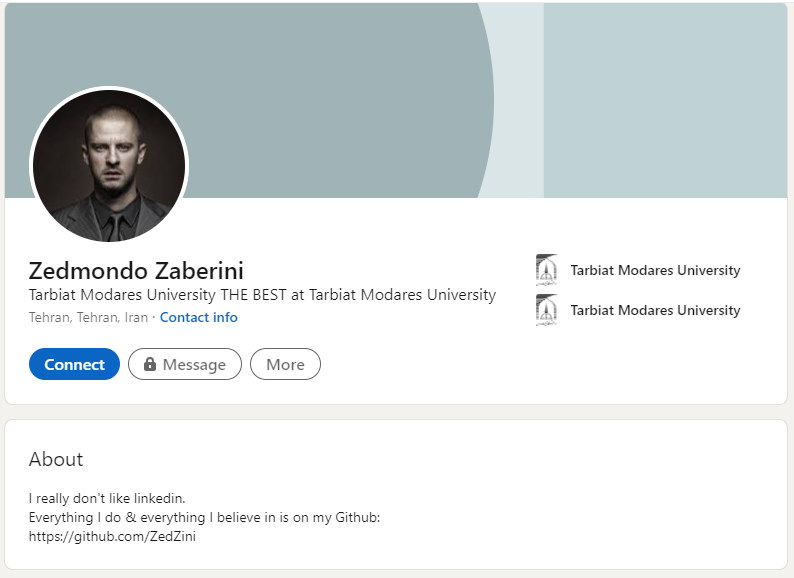 Zedmondo Zaberini
Tarbiat Modares University THE BEST at Tarbiat Modares University
Tehran, Tehran, Iran · Contact info
Connect
Message
More
Tarbiat Modares University
Tarbiat Modares University
About
I really don't like linkedin.
Everything I do & everything I believe in is on my Github:
https://github.com/ZedZini